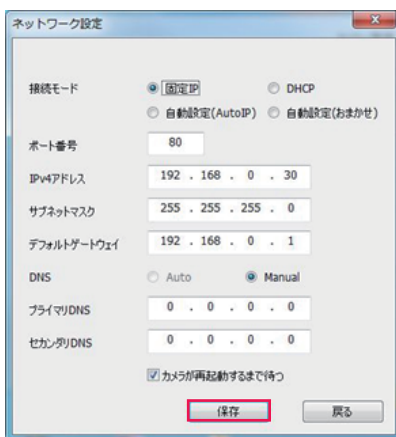 ネットワーク設定
接続モード 固定IP DHCP
自動設定(AutoIP) 自動設定(おまかせ)
ポート番号 80
IPv4アドレス 192 . 168 . 0 . 30
サブネットマスク 255 . 255 . 255 . 0
デフォルトゲートウェイ 192 . 168 . 0 . 1
DNS Auto Manual
プライマリDNS 0 . 0 . 0 . 0
セカンダリDNS 0 . 0 . 0 . 0
カメラが再起動するまで待つ
保存 戻る